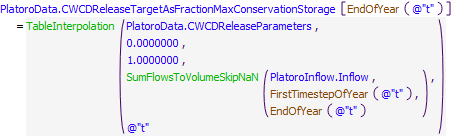 PlatoroData.CWCDReleaseTargetAsFractionMaxConservationStorage [EndOfYear (@"t")]
= TableInterpolation (PlatoroData.CWCDReleaseParameters ,
0.0000000 ,
1.0000000 ,
SumFlowsToVolumeSkipNaN (PlatoroInflow.Inflow ,
FirstTimestepOfYear (@"t") ,
EndOfYear (@"t")) ,
@"t")